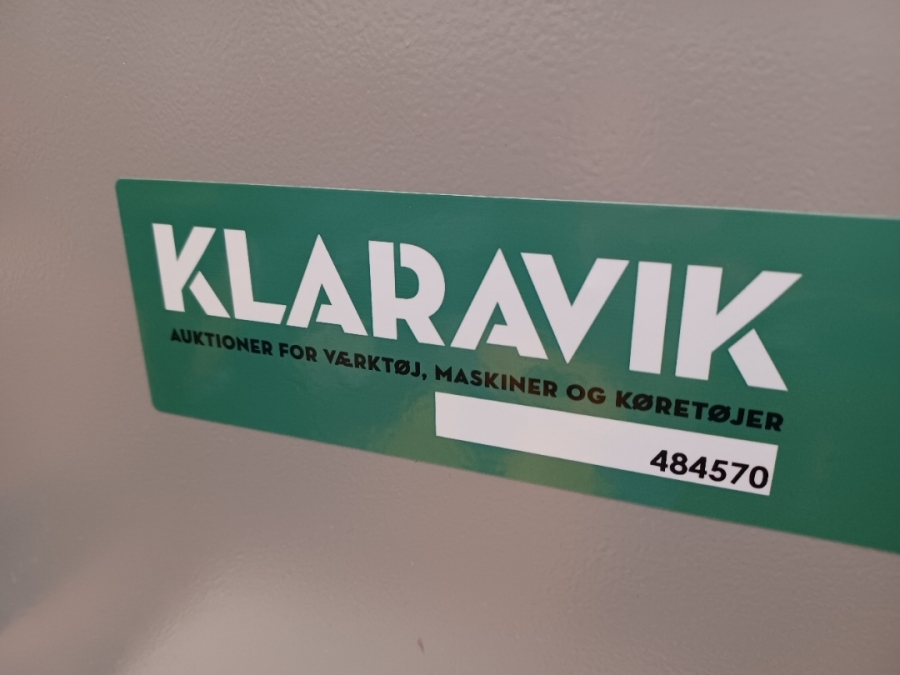 KLARAVIK
AUKTIONER FOR VÆRKTØJ, MASKINER OG KØRETØJER
484570